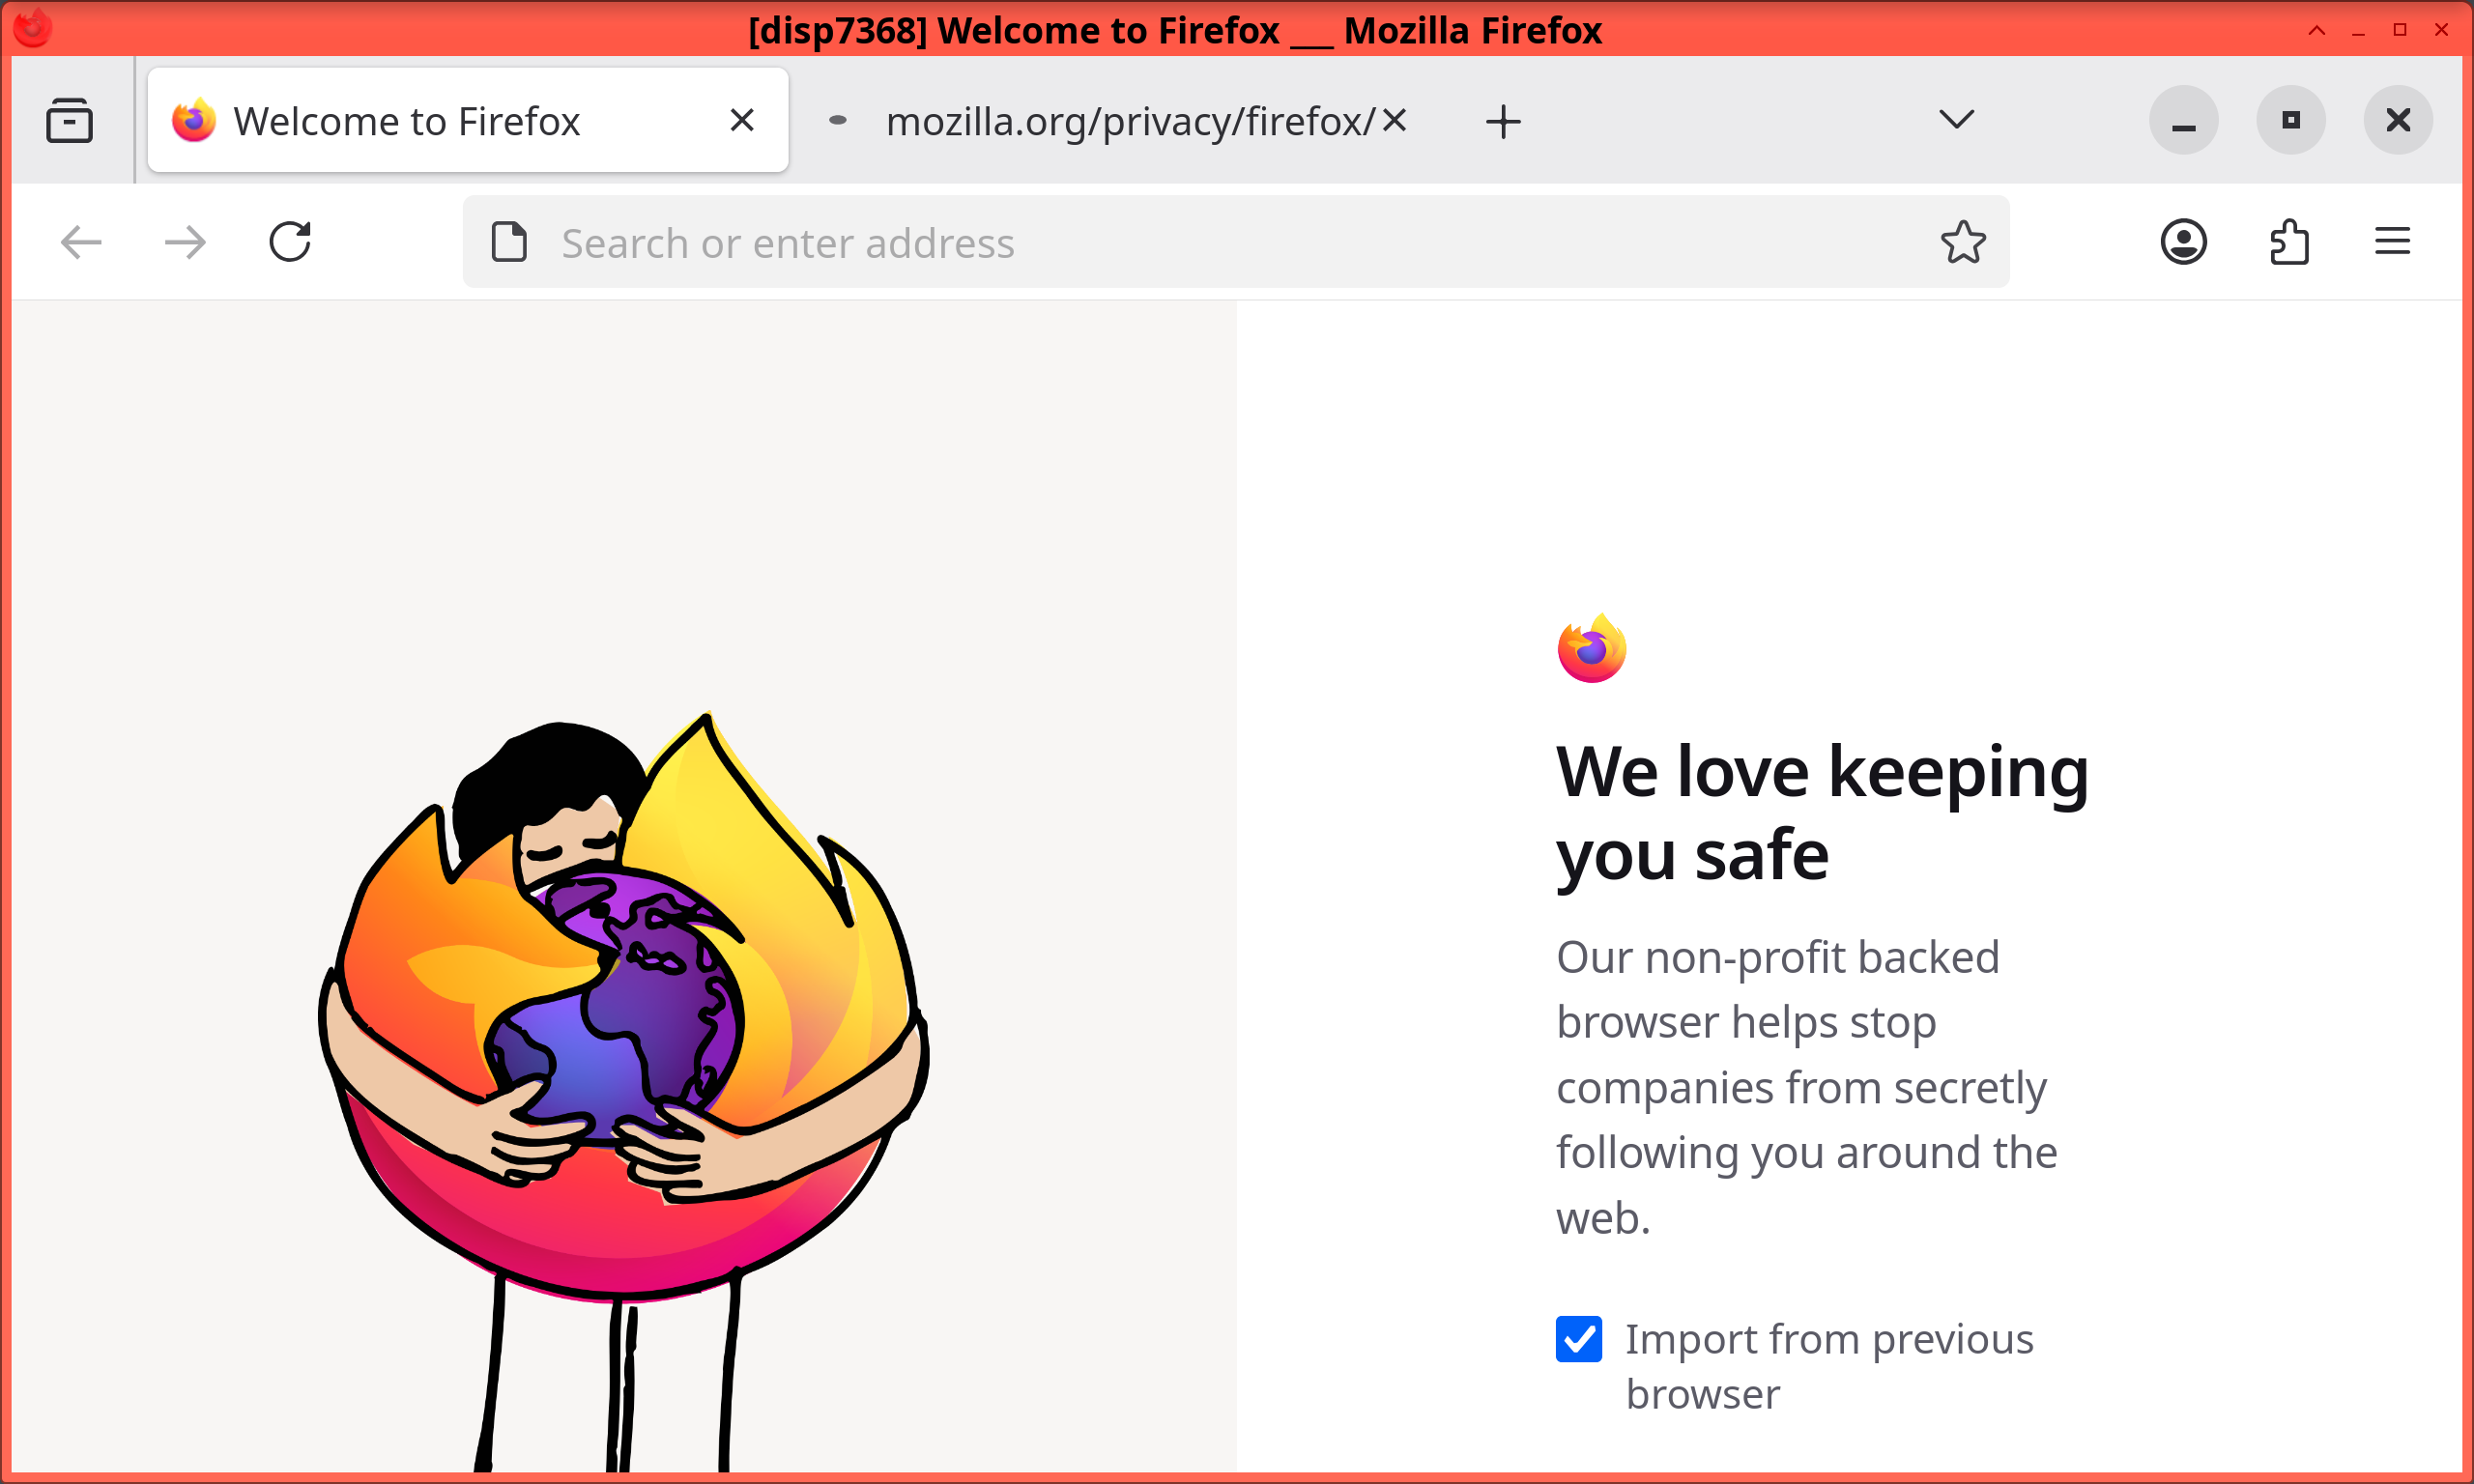 [disp7368] Welcome to Firefox ___ Mozilla Firefox
Welcome to Firefox
mozilla.org/privacy/firefox/
Search or enter address
We love keeping
you safe
Our non-profit backed
browser helps stop
companies from secretly
following you around the
web.
Import from previous
browser